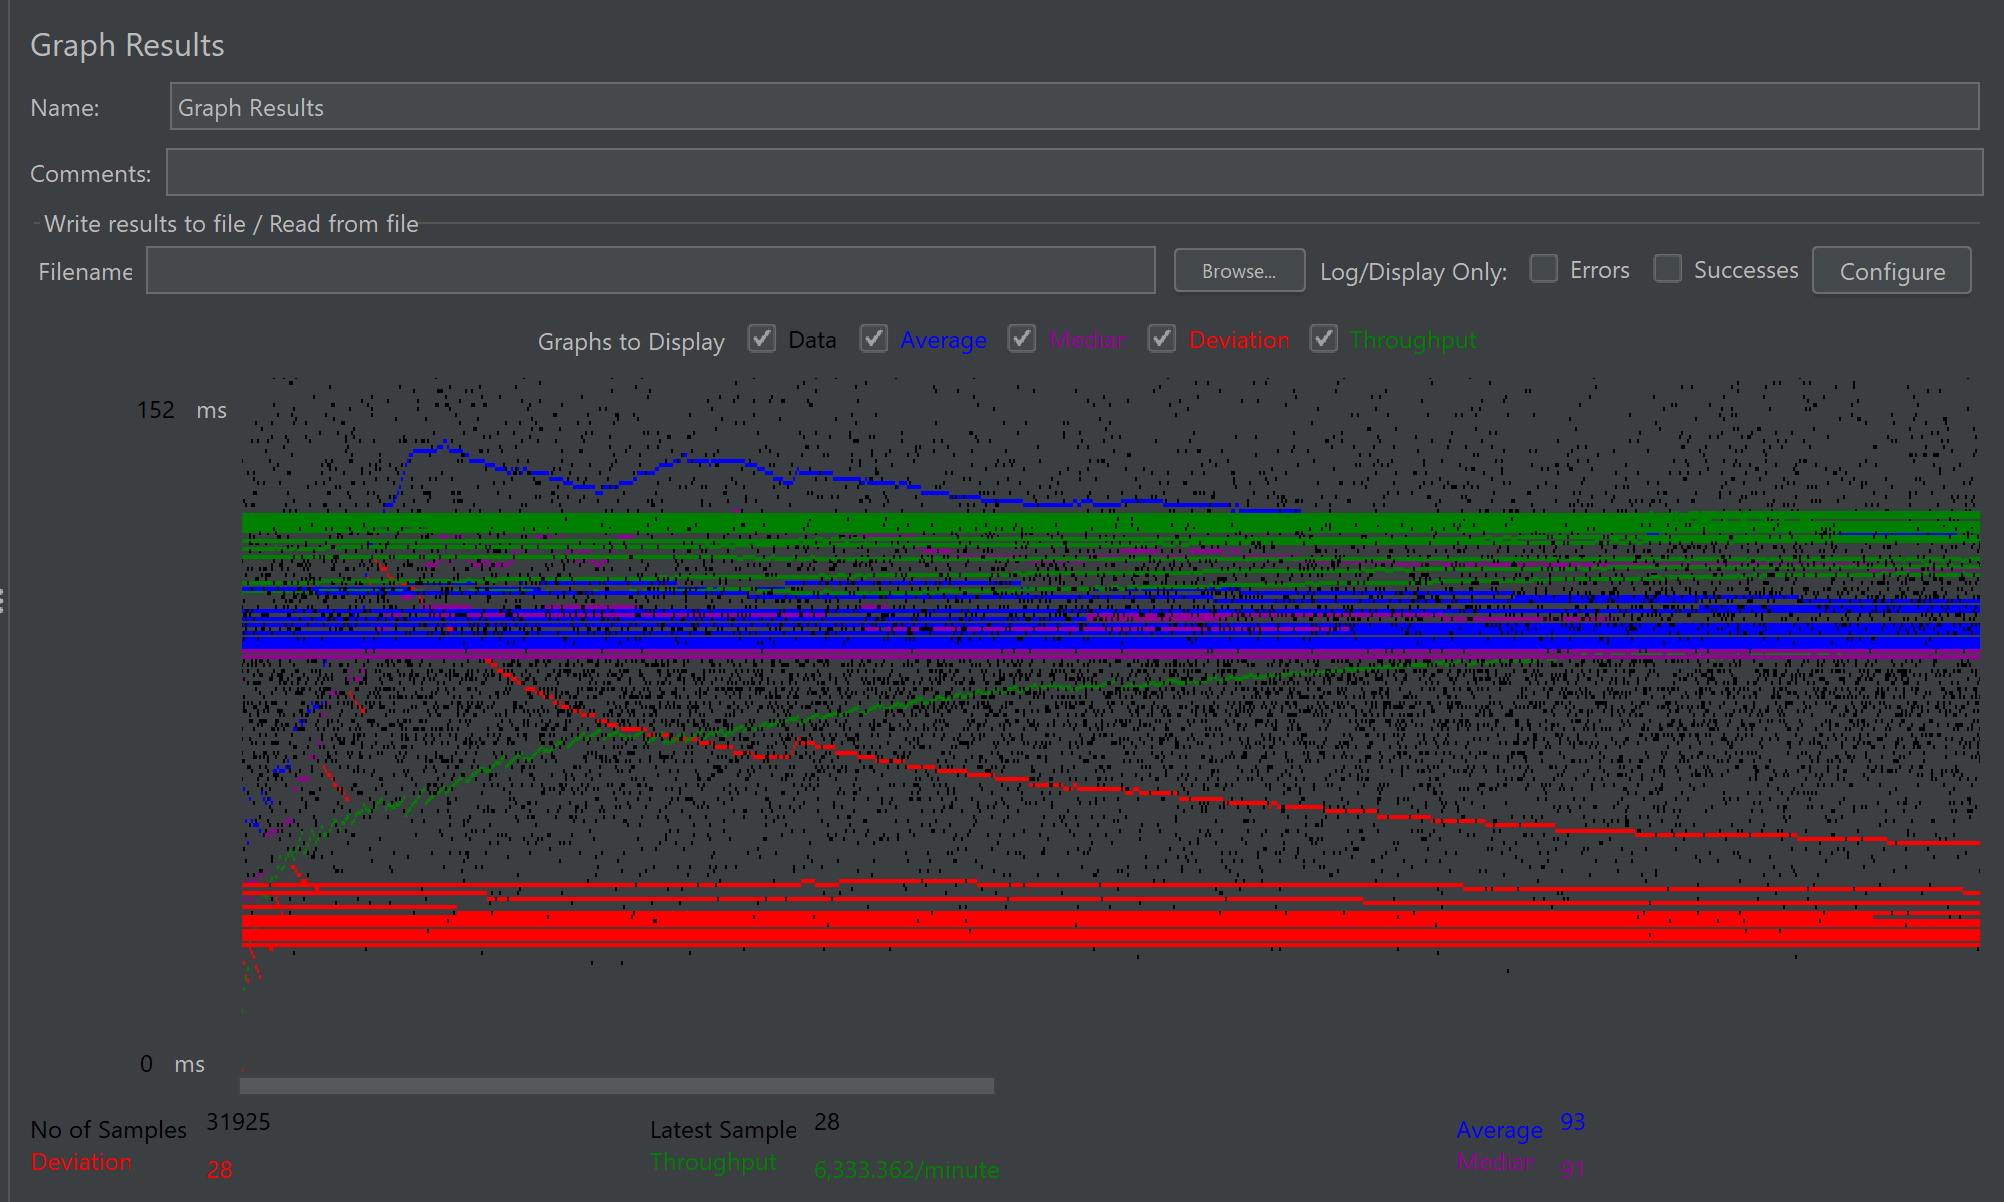 Graph Results
Name: Graph Results
Comments:
Write results to file / Read from file
Filename Browse... Log/Display Only: Errors Successes Configure
Graphs to Display Data Average Median Deviation Throughput
152 ms
0 ms
No of Samples 31925 Latest Sample 28 Average 93
Deviation 28 Throughput 6,333.362/minute Median 91